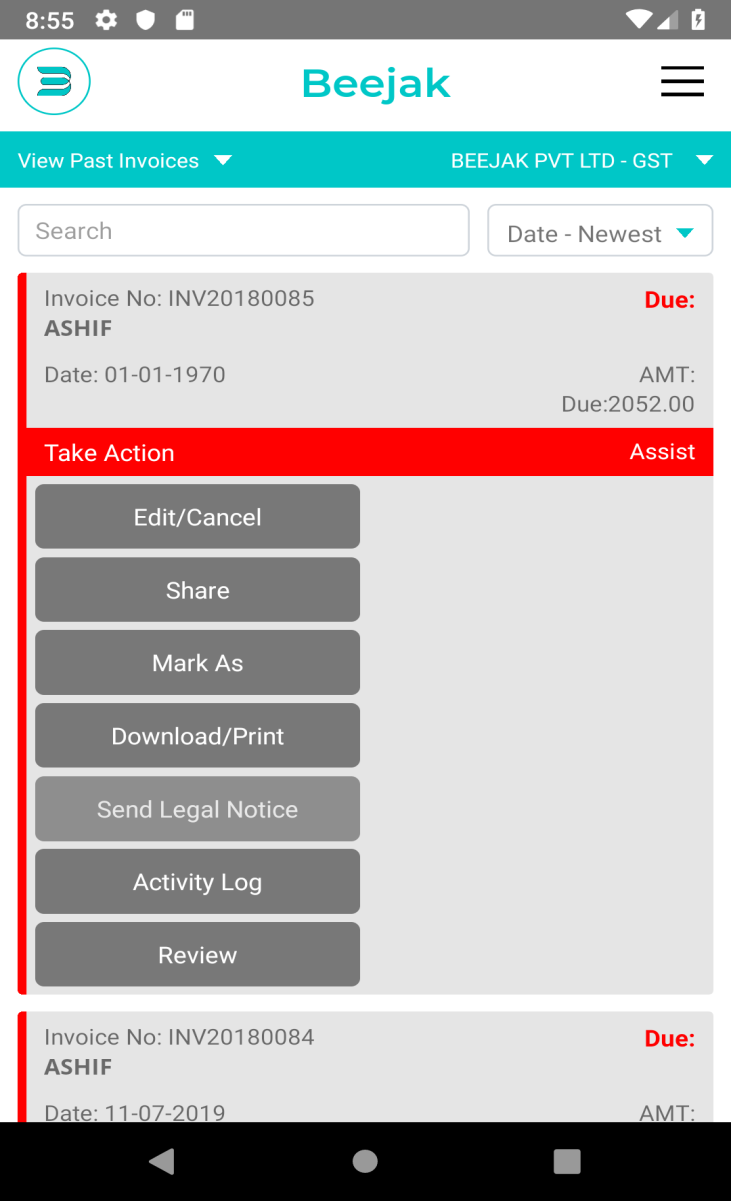 8:55
Beejak
View Past Invoices
BEEJAK PVT LTD - GST
Search
Date - Newest
Invoice No: INV20180085
Due:
ASHIF
Date: 01-01-1970
AMT:
Due:2052.00
Take Action
Assist
Edit/Cancel
Share
Mark As
Download/Print
Send Legal Notice
Activity Log
Review
Invoice No: INV20180084
Due:
ASHIF
Date: 11-07-2019
AMT: